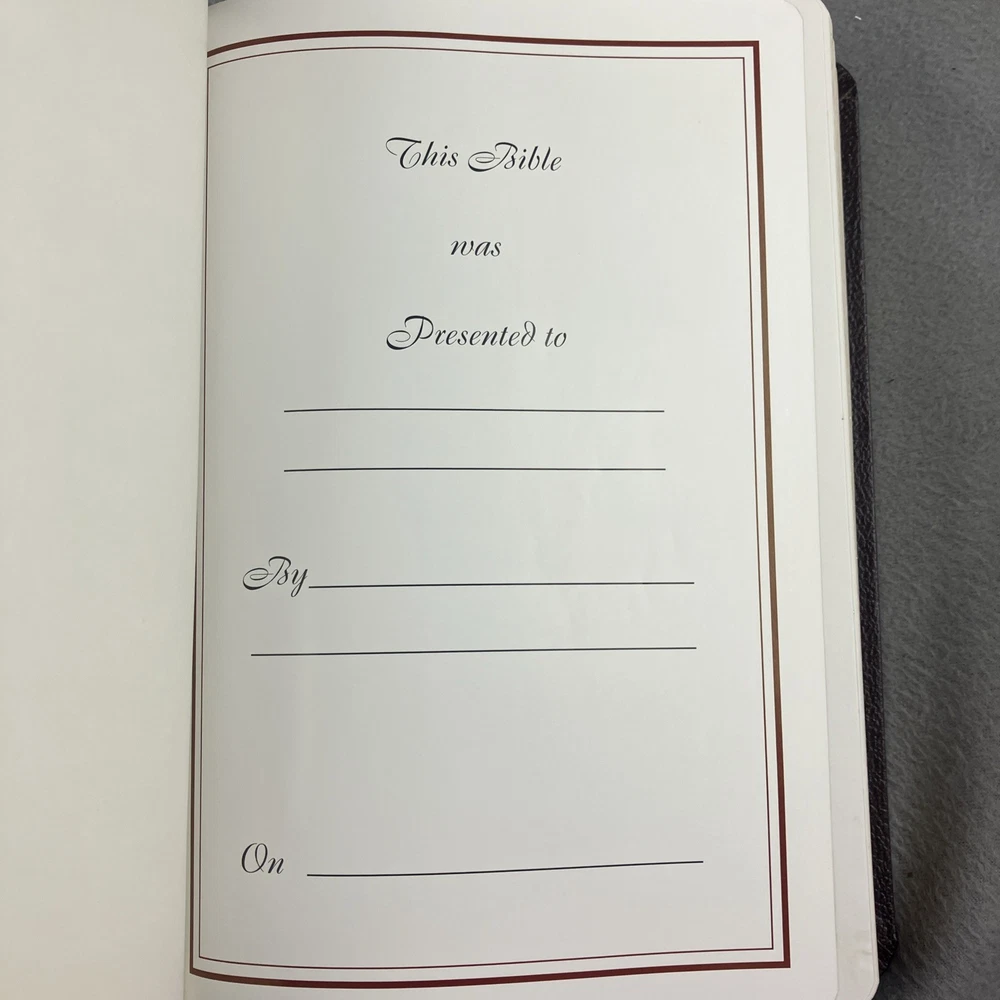 This Bible
was
Presented to
By
On